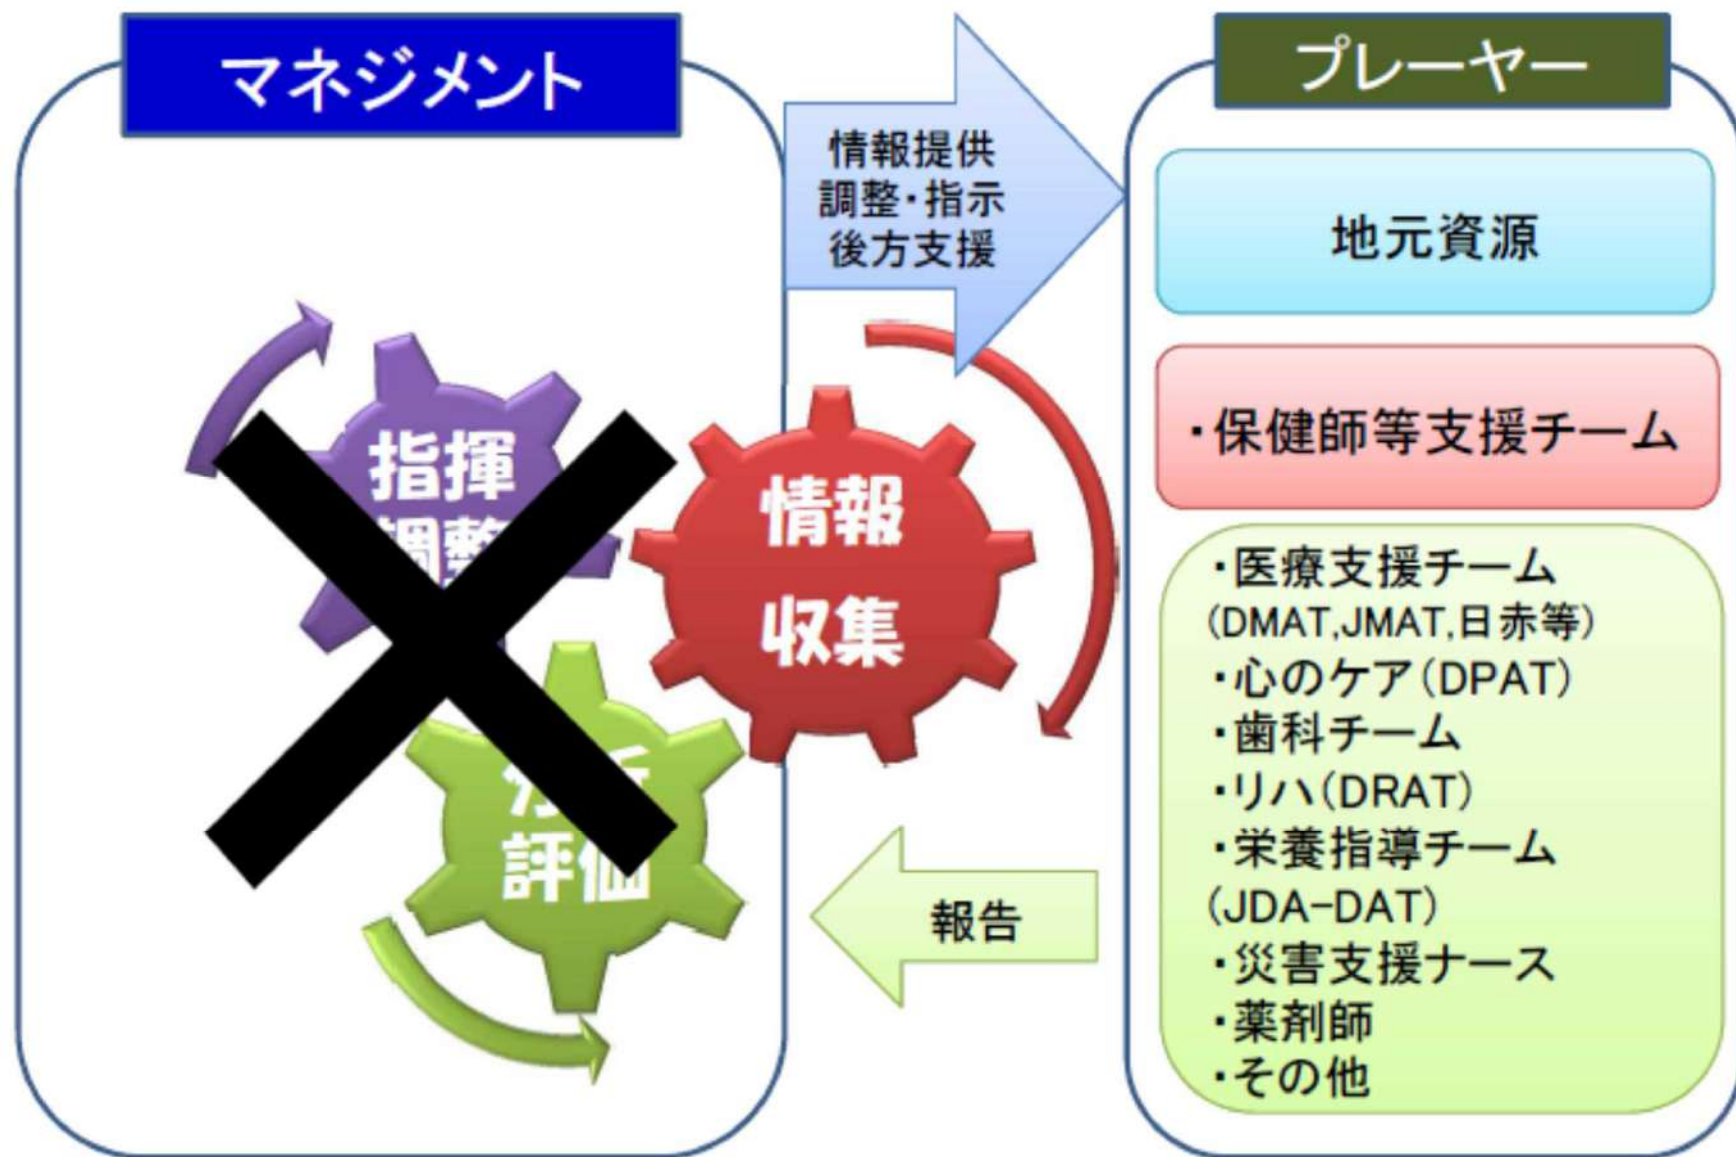 マネジメント
情報提供
調整・指示
後方支援
プレーヤー
地元資源
・保健師等支援チーム
・医療支援チーム
(DMAT,JMAT,日赤等)
・心のケア(DPAT)
・歯科チーム
・リハ(DRAT)
・栄養指導チーム
(JDA-DAT)
・災害支援ナース
・薬剤師
・その他
指揮
調整
情報
収集
評価
報告